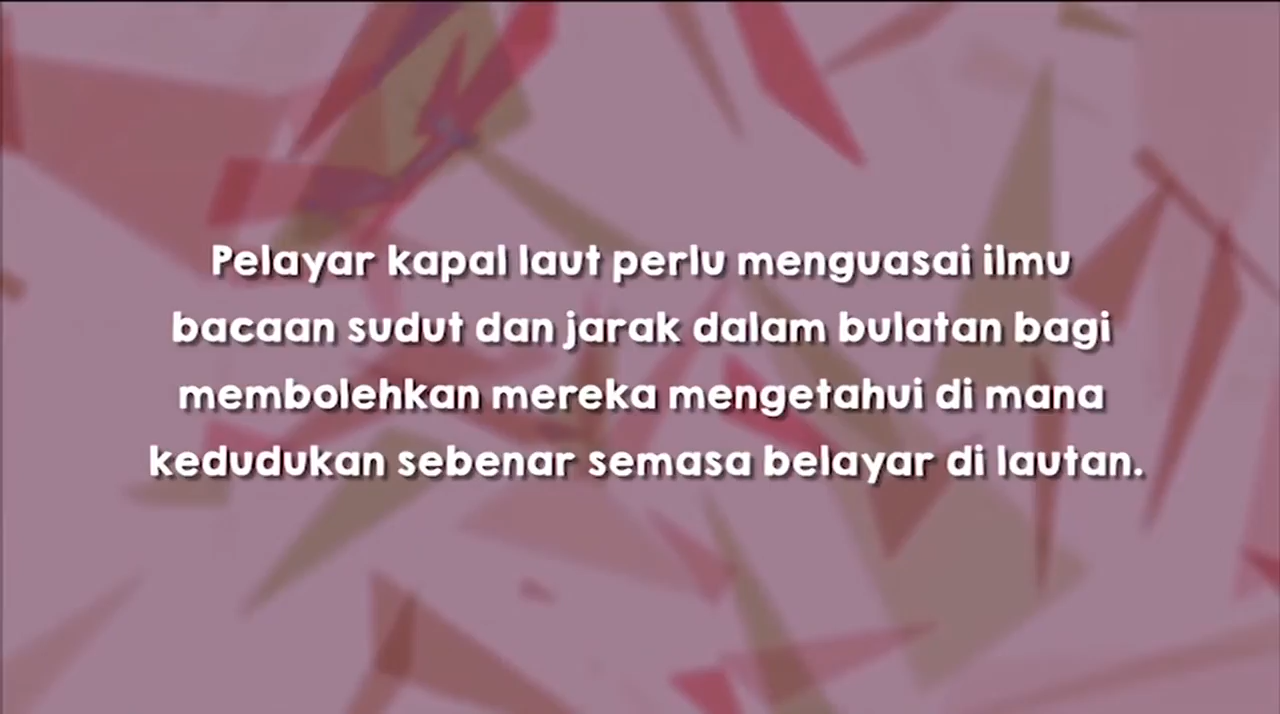 Pelayar kapal laut perlu menguasai ilmu
bacaan sudut dan jarak dalam bulatan bagi
membolehkan mereka mengetahui di mana
kedudukan sebenar semasa belayar di lautan.